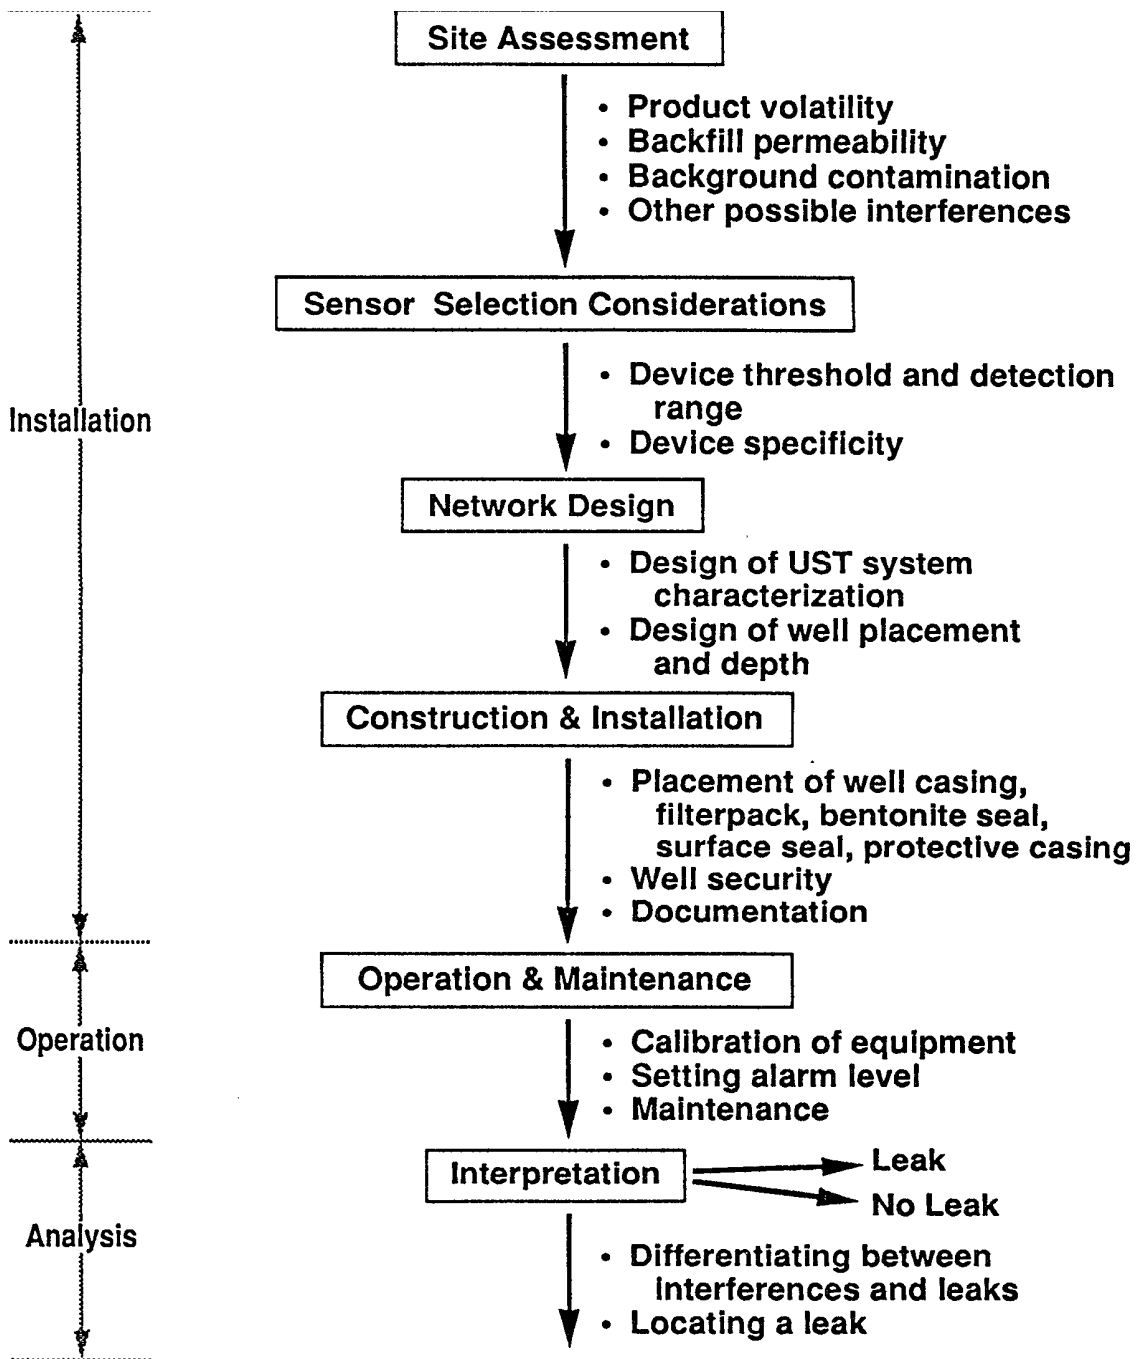 Site Assessment
• Product volatility
• Backfill permeability
• Background contamination
• Other possible interferences
Sensor Selection Considerations
• Device threshold and detection
range
• Device specificity
Installation
Network Design
• Design of UST system
characterization
• Design of well placement
and depth
Construction & Installation
• Placement of well casing,
filterpack, bentonite seal,
surface seal, protective casing
• Well security
• Documentation
Operation & Maintenance
Operation
• Calibration of equipment
• Setting alarm level
• Maintenance
Interpretation
Leak
No Leak
Analysis
• Differentiating between
interferences and leaks
• Locating a leak